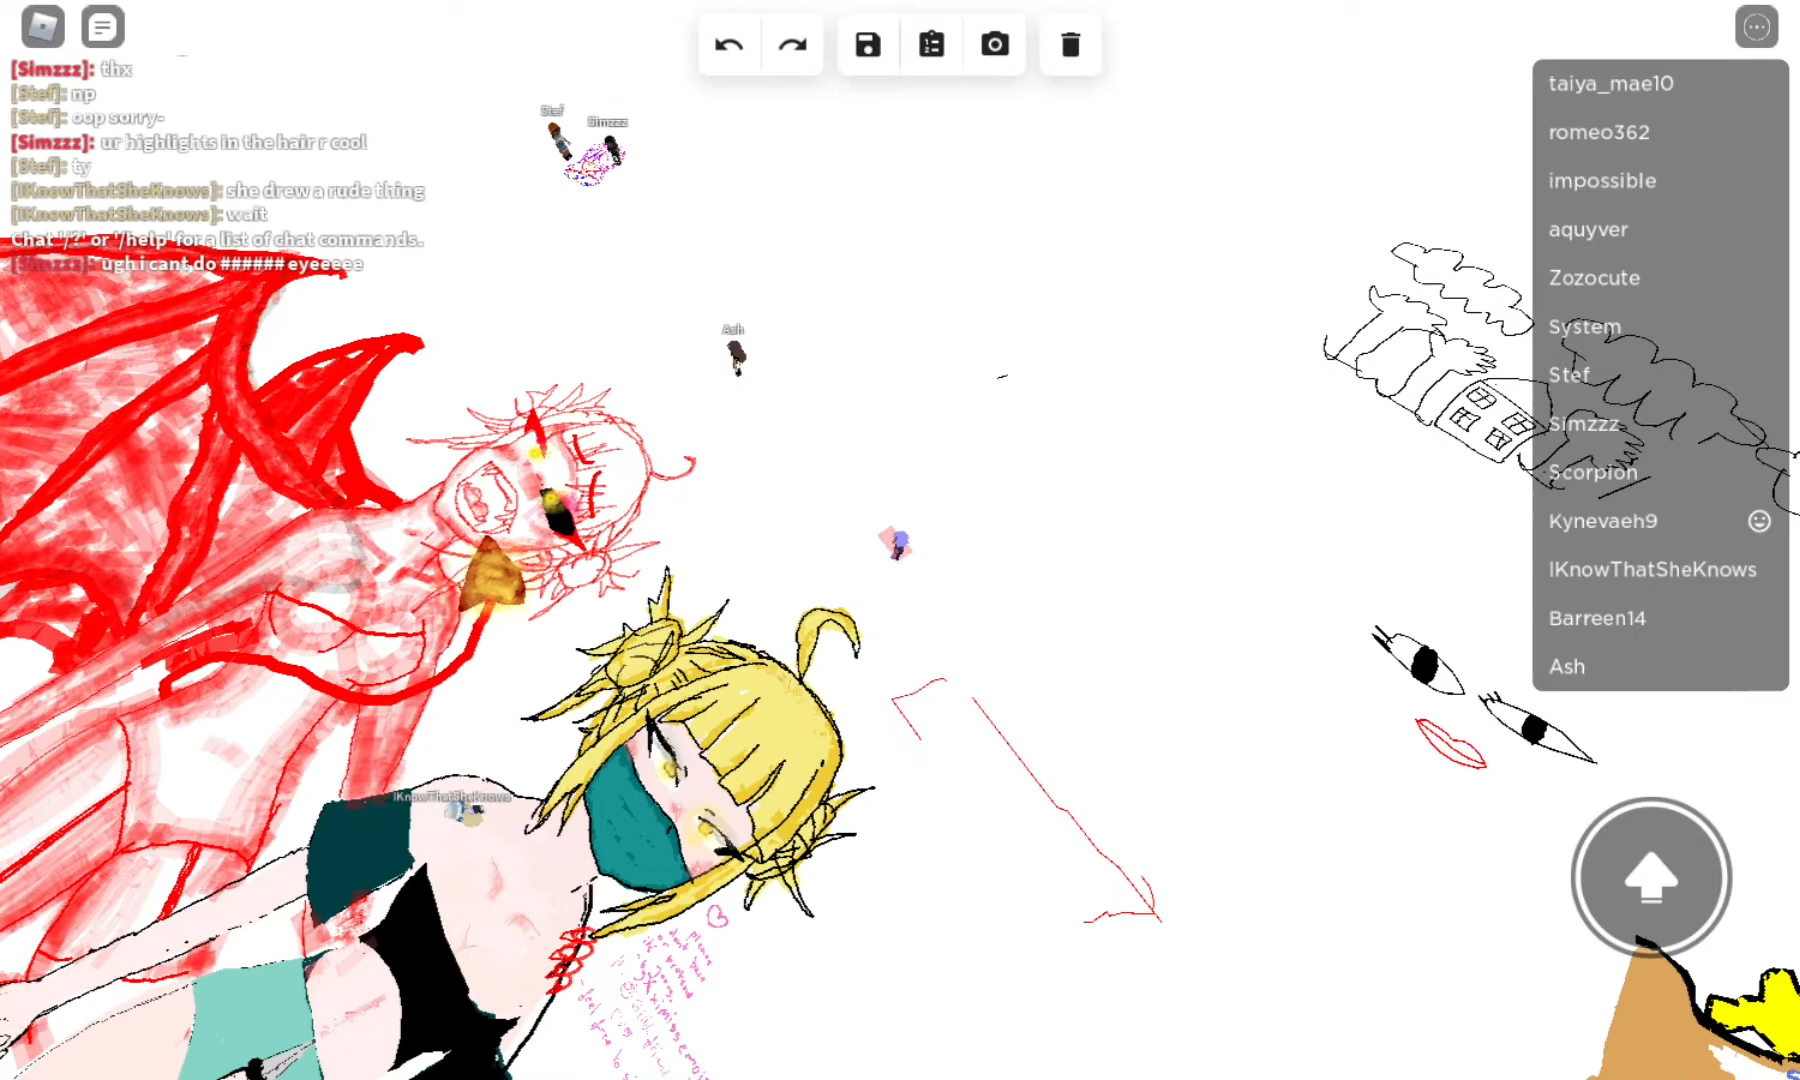 [Simzzz]: thx
[Stef]: np
[Stef]: oop sorry-
[Simzzz]: ur highlights in the hair r cool
[Stef]: ty
[IKnowThatSheKnows]: she drew a rude thing
[IKnowThatSheKnows]: wait
Chat '/?' or '/help' for a list of chat commands.
[Simzzz]: ugh i cant do ###### eyeeeee
Stef
Simzzz
Ash
IKnowThatSheKnows
taiya_mae10
romeo362
impossible
aquyver
Zozocute
System
Stef
Simzzz
Scorpion
Kynevaeh9
IKnowThatSheKnows
Barreen14
Ash